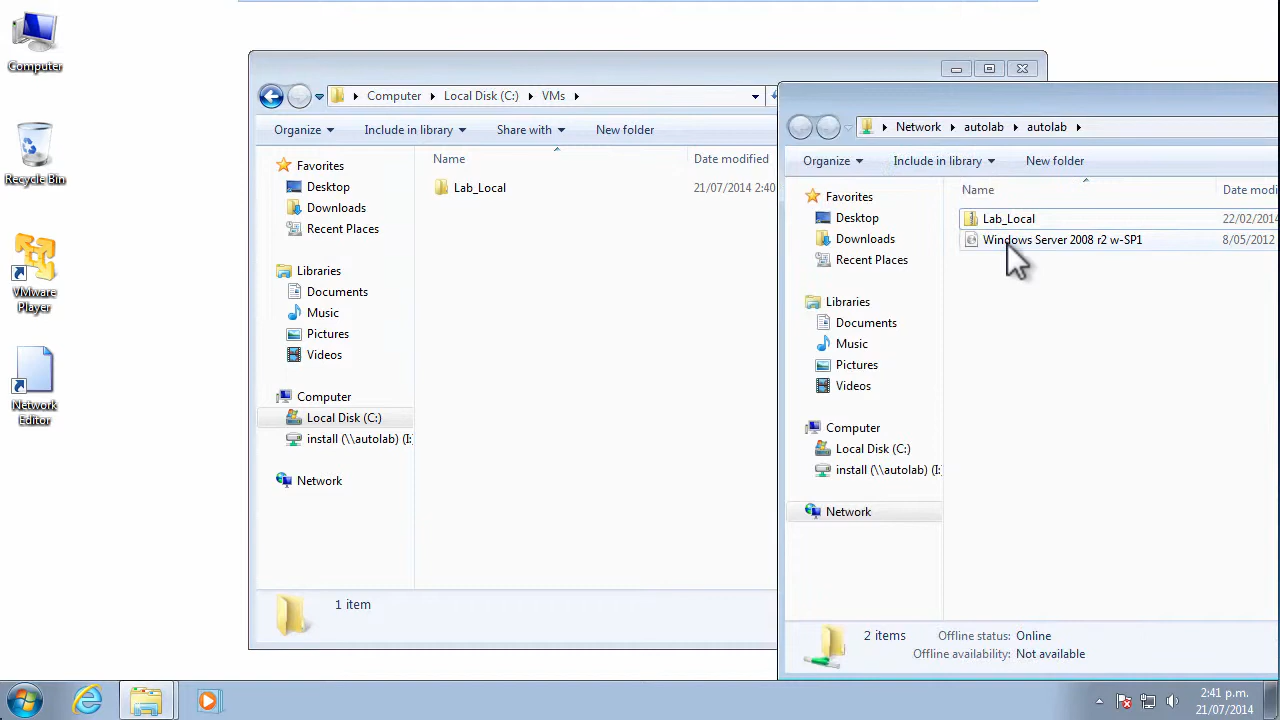 Computer
Recycle Bin
VMware
Player
Network
Editor
Computer Local Disk (C:) VMs
Organize Include in library Share with New folder
Favorites
Desktop
Downloads
Recent Places
Libraries
Documents
Music
Pictures
Videos
Computer
Local Disk (C:)
install (\\autolab) (I:
Network
Name Date modified
Lab_Local 21/07/2014 2:40
1 item
Network autolab autolab
Organize Include in library New folder
Favorites
Desktop
Downloads
Recent Places
Libraries
Documents
Music
Pictures
Videos
Computer
Local Disk (C:)
install (\\autolab) (I:
Network
Name Date modi
Lab_Local 22/02/2014
Windows Server 2008 r2 w-SP1 8/05/2012
2 items Offline status: Online
Offline availability: Not available
2:41 p.m.
21/07/2014